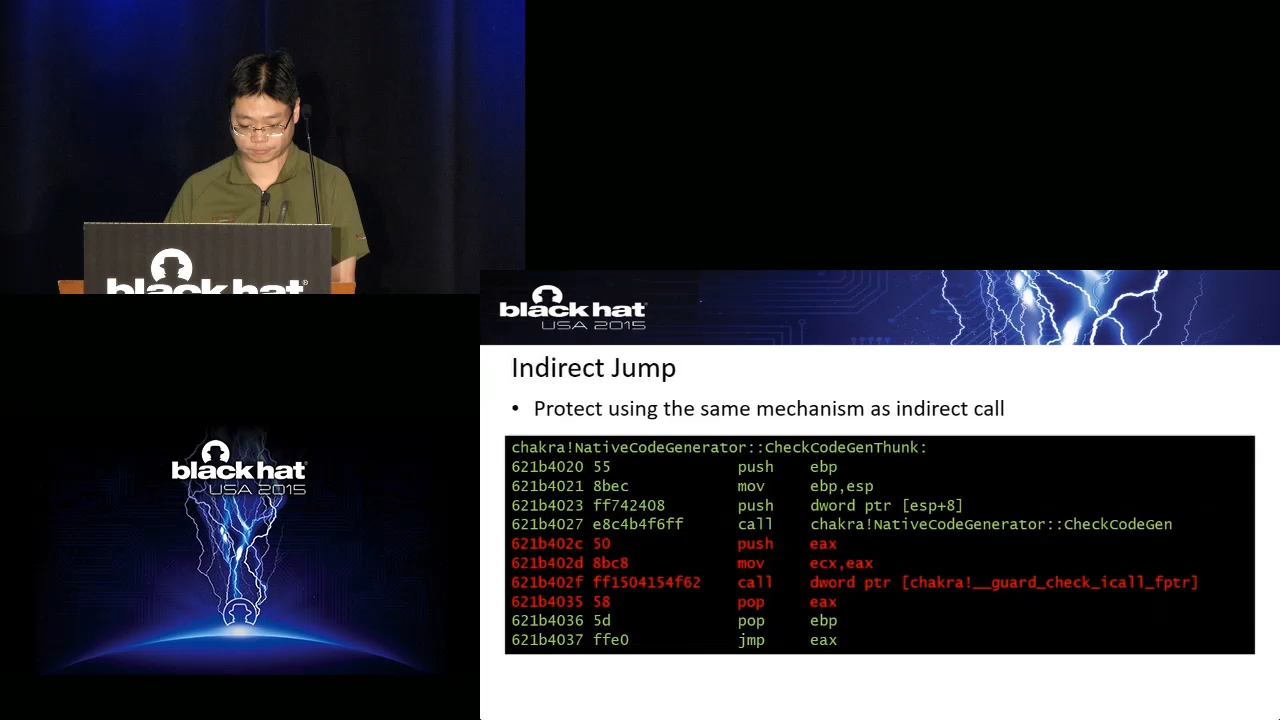 black hat
black hat
USA 2015
black hat
USA 2015
Indirect Jump
• Protect using the same mechanism as indirect call
chakra!NativeCodeGenerator::CheckCodeGenThunk:
621b4020 55 push ebp
621b4021 8bec mov ebp,esp
621b4023 ff742408 push dword ptr [esp+8]
621b4027 e8c4b4f6ff call chakra!NativeCodeGenerator::CheckCodeGen
621b402c 50 push eax
621b402d 8bc8 mov ecx,eax
621b402f ff1504154f62 call dword ptr [chakra!__guard_check_icall_fptr]
621b4035 58 pop eax
621b4036 5d pop ebp
621b4037 ffe0 jmp eax